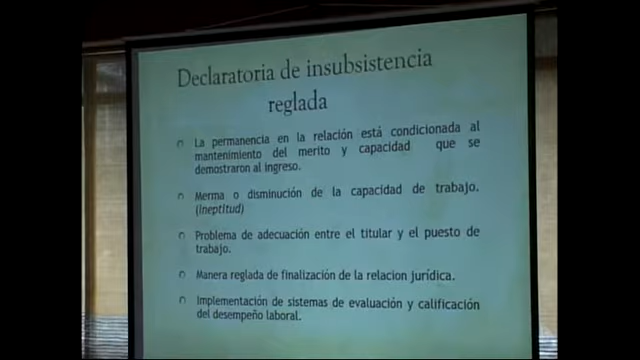 Declaratoria de insubsistencia
reglada
La permanencia en la relación está condicionada al
mantenimiento del merito y capacidad que se
demostraron al ingreso.
Merma o disminución de la capacidad de trabajo.
(ineptitud)
Problema de adecuación entre el titular y el puesto de
trabajo.
Manera reglada de finalización de la relacion jurídica.
Implementación de sistemas de evaluación y calificación
del desempeño laboral.